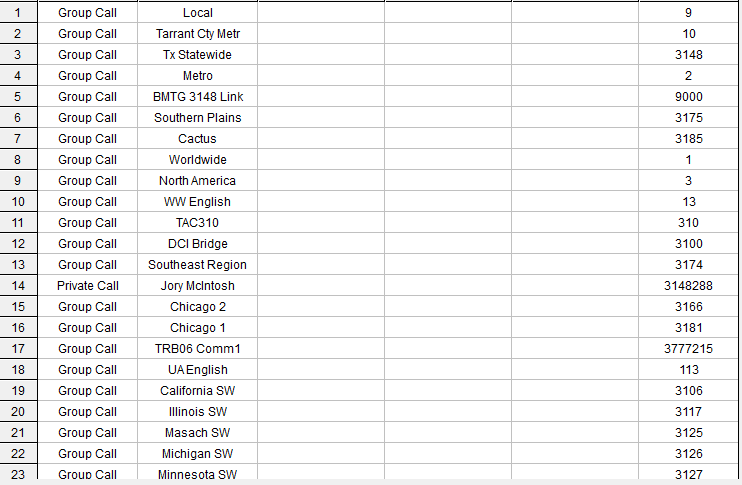 1 Group Call Local 9
2 Group Call Tarrant Cty Metr 10
3 Group Call Tx Statewide 3148
4 Group Call Metro 2
5 Group Call BMTG 3148 Link 9000
6 Group Call Southern Plains 3175
7 Group Call Cactus 3185
8 Group Call Worldwide 1
9 Group Call North America 3
10 Group Call WW English 13
11 Group Call TAC310 310
12 Group Call DCI Bridge 3100
13 Group Call Southeast Region 3174
14 Private Call Jory McIntosh 3148288
15 Group Call Chicago 2 3166
16 Group Call Chicago 1 3181
17 Group Call TRB06 Comm1 3777215
18 Group Call UA English 113
19 Group Call California SW 3106
20 Group Call Illinois SW 3117
21 Group Call Masach SW 3125
22 Group Call Michigan SW 3126
23 Group Call Minnesota SW 3127